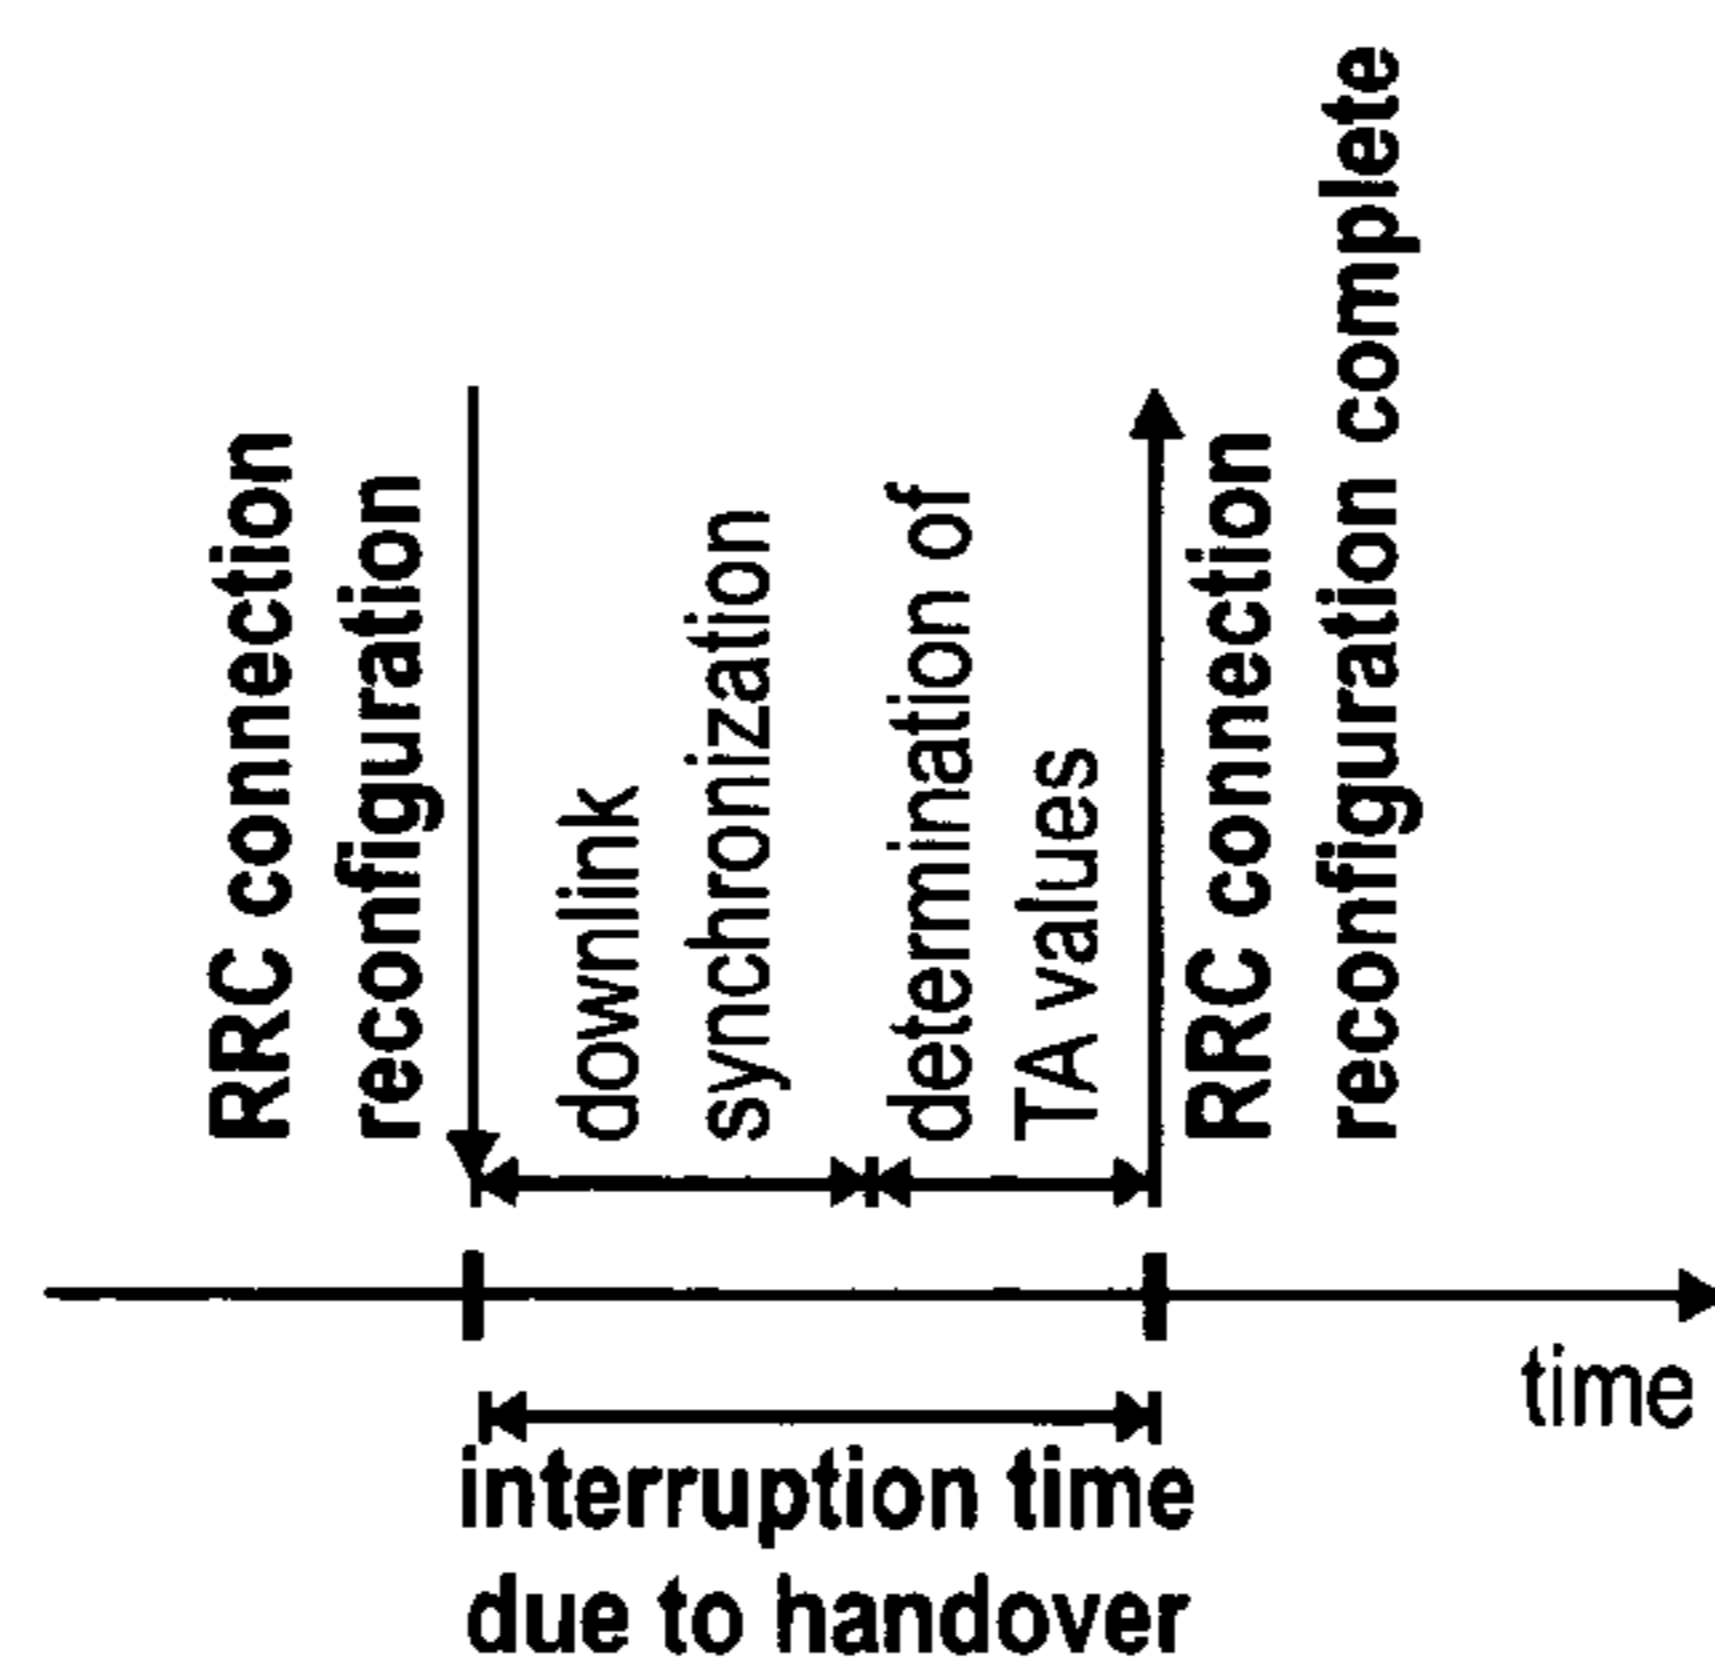 RRC connection
reconfiguration
downlink
synchronization
determination of
TA values
RRC connection
reconfiguration complete
time
interruption time
due to handover